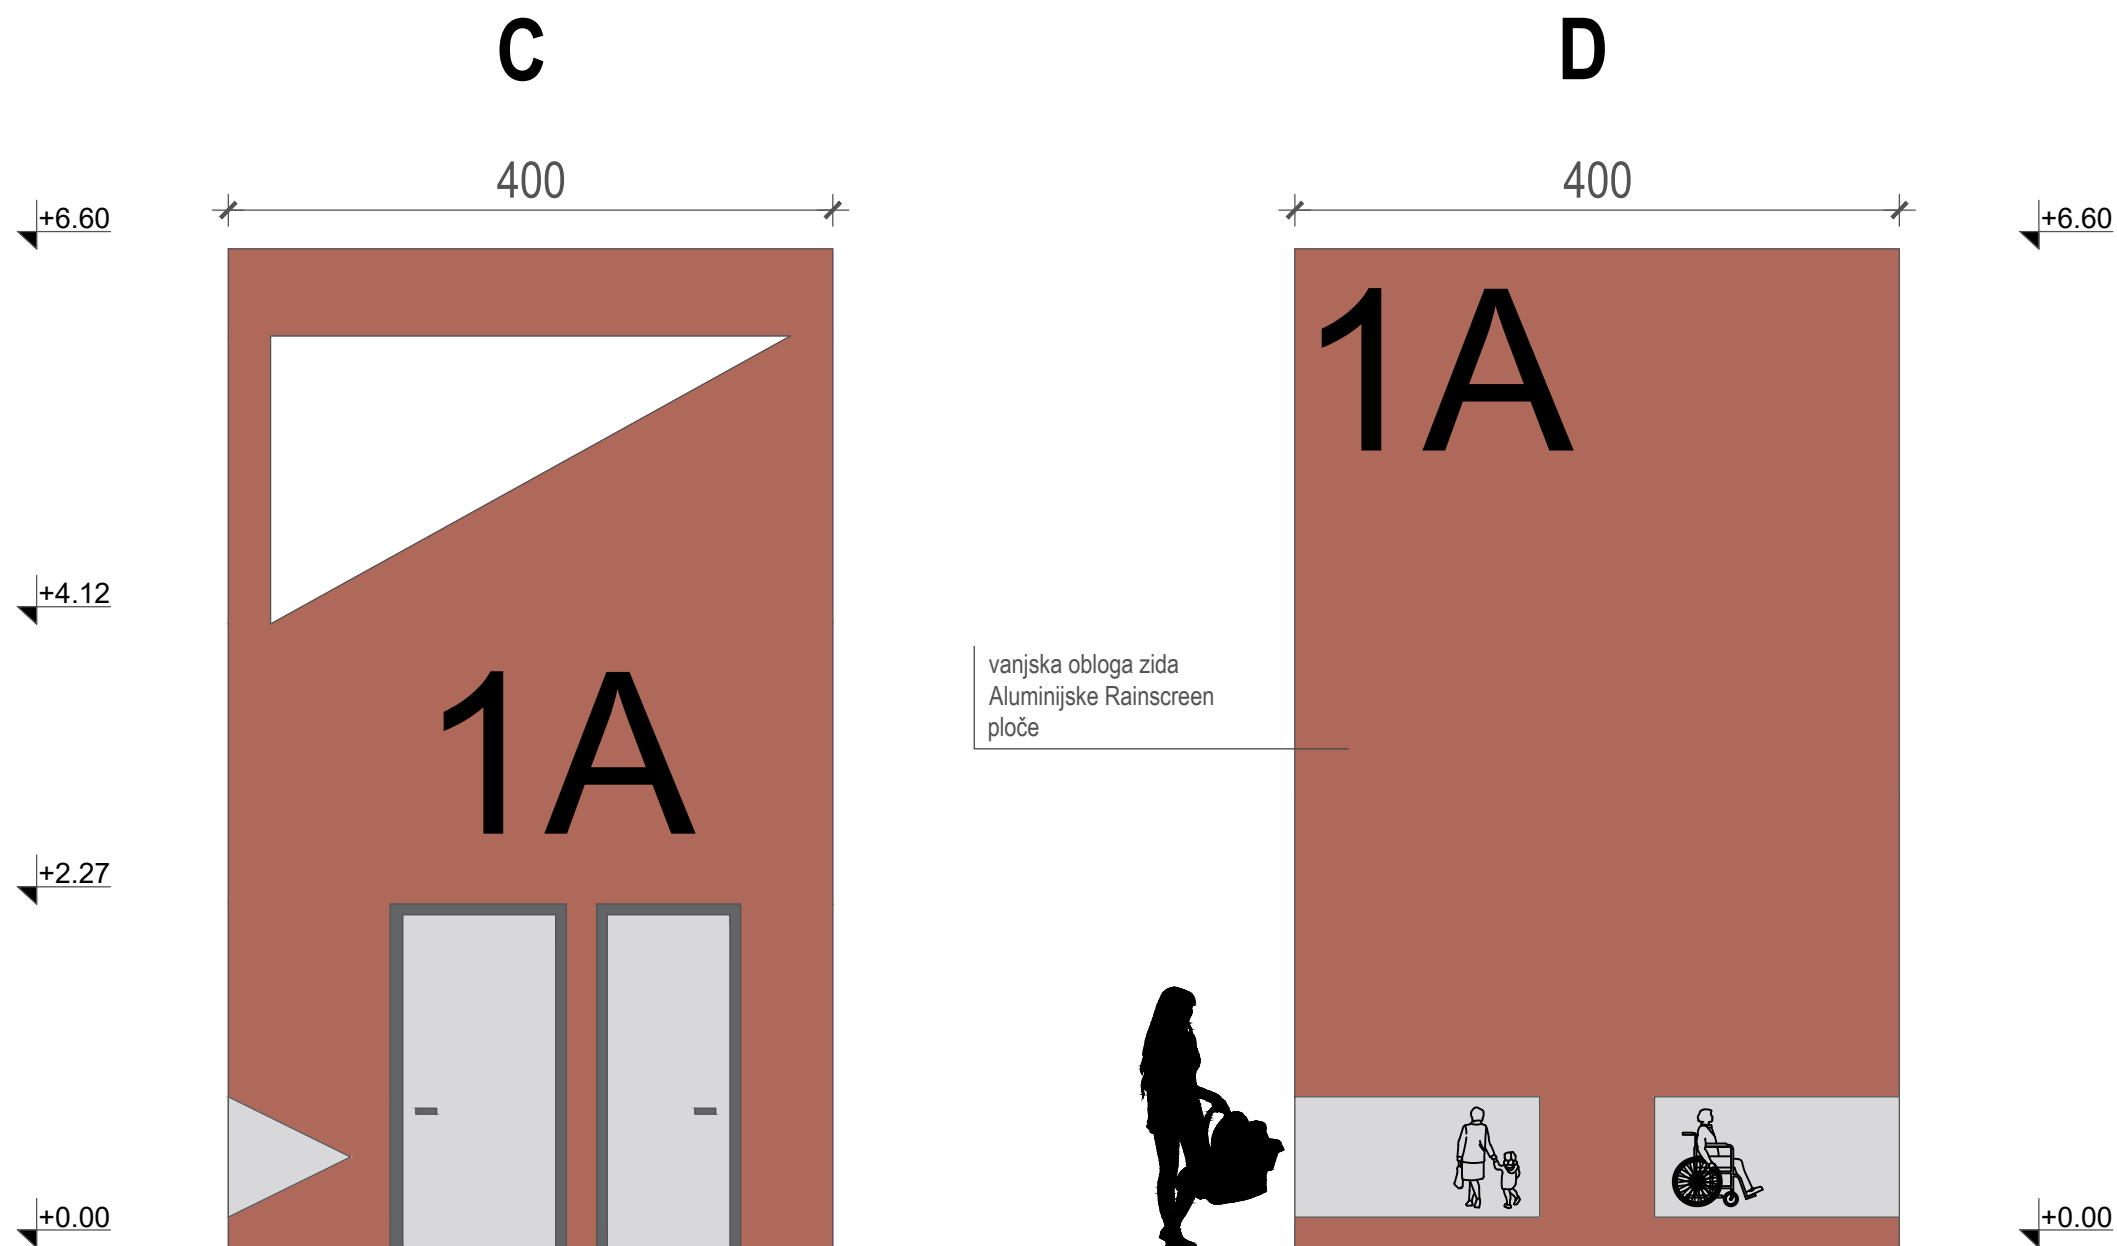 C
D
400
400
+6.60
+6.60
1A
+4.12
vanjska obloga zida
Aluminijske Rainscreen
ploče
1A
+2.27
+0.00
+0.00